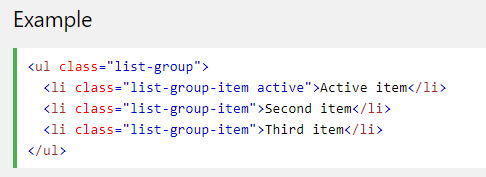 Example
<ul class="list-group">
  <li class="list-group-item active">Active item</li>
  <li class="list-group-item">Second item</li>
  <li class="list-group-item">Third item</li>
</ul>